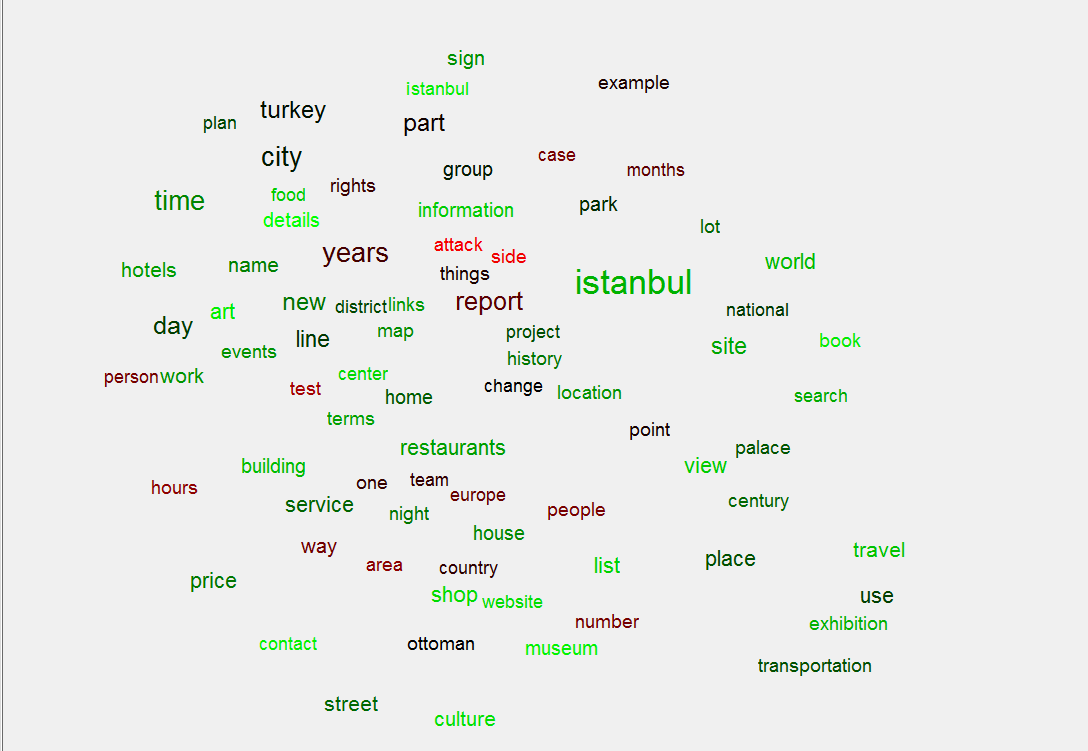 sign
example
istanbul
turkey
plan
part
city
case
group
months
rights
food
time
park
information
details
lot
attack
years
side
world
name
hotels
things
istanbul
report
new
district
links
national
art
day
map
project
line
book
site
events
history
center
person
work
change
test
location
search
home
terms
point
restaurants
palace
building
view
one
team
hours
europe
century
service
people
night
house
way
travel
place
area
country
list
price
shop
website
use
number
exhibition
contact
ottoman
museum
transportation
street
culture